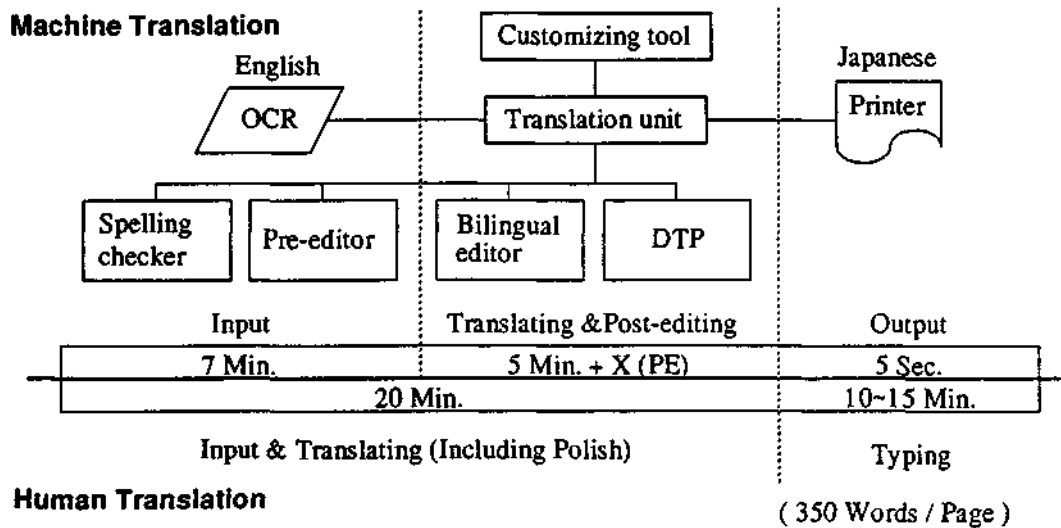 Machine Translation
Customizing tool
English
Japanese
OCR
Translation unit
Printer
Spelling
checker
Pre-editor
Bilingual
editor
DTP
Input
Translating &Post-editing
Output
7 Min.
5 Min. + X (PE)
5 Sec.
20 Min.
10~15 Min.
Input & Translating (Including Polish)
Typing
Human Translation
( 350 Words / Page )